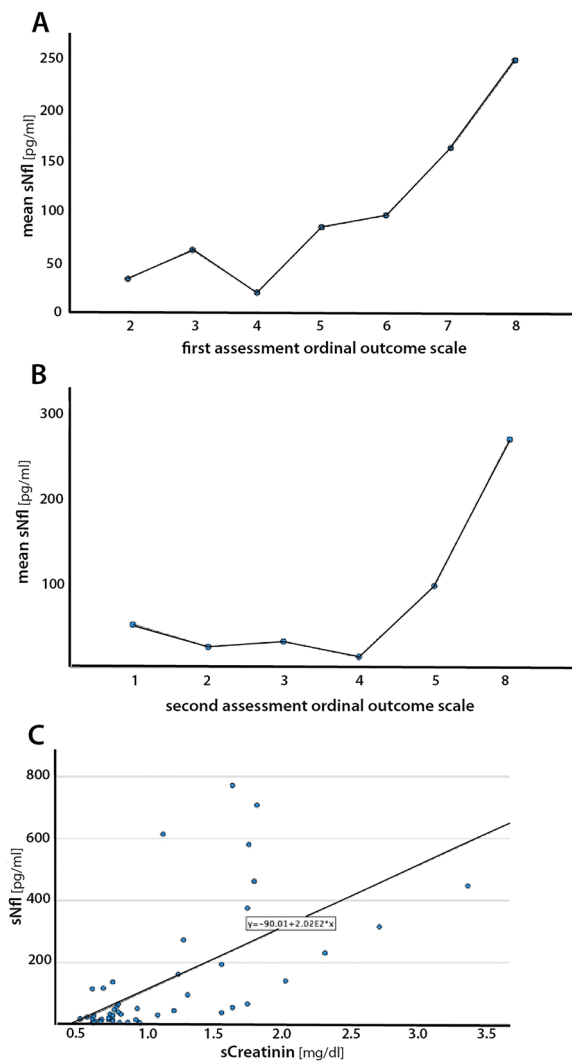 A
250
200
150
100
50
0
mean sNfl [pg/ml]
2 3 4 5 6 7 8
first assessment ordinal outcome scale
B
300
200
100
mean sNfl [pg/ml]
1 2 3 4 5 8
second assessment ordinal outcome scale
C
800
600
400
200
sNfl [pg/ml]
y=-90.01+2.02E2*x
0.5 1.0 1.5 2.0 2.5 3.0 3.5
sCreatinin [mg/dl]